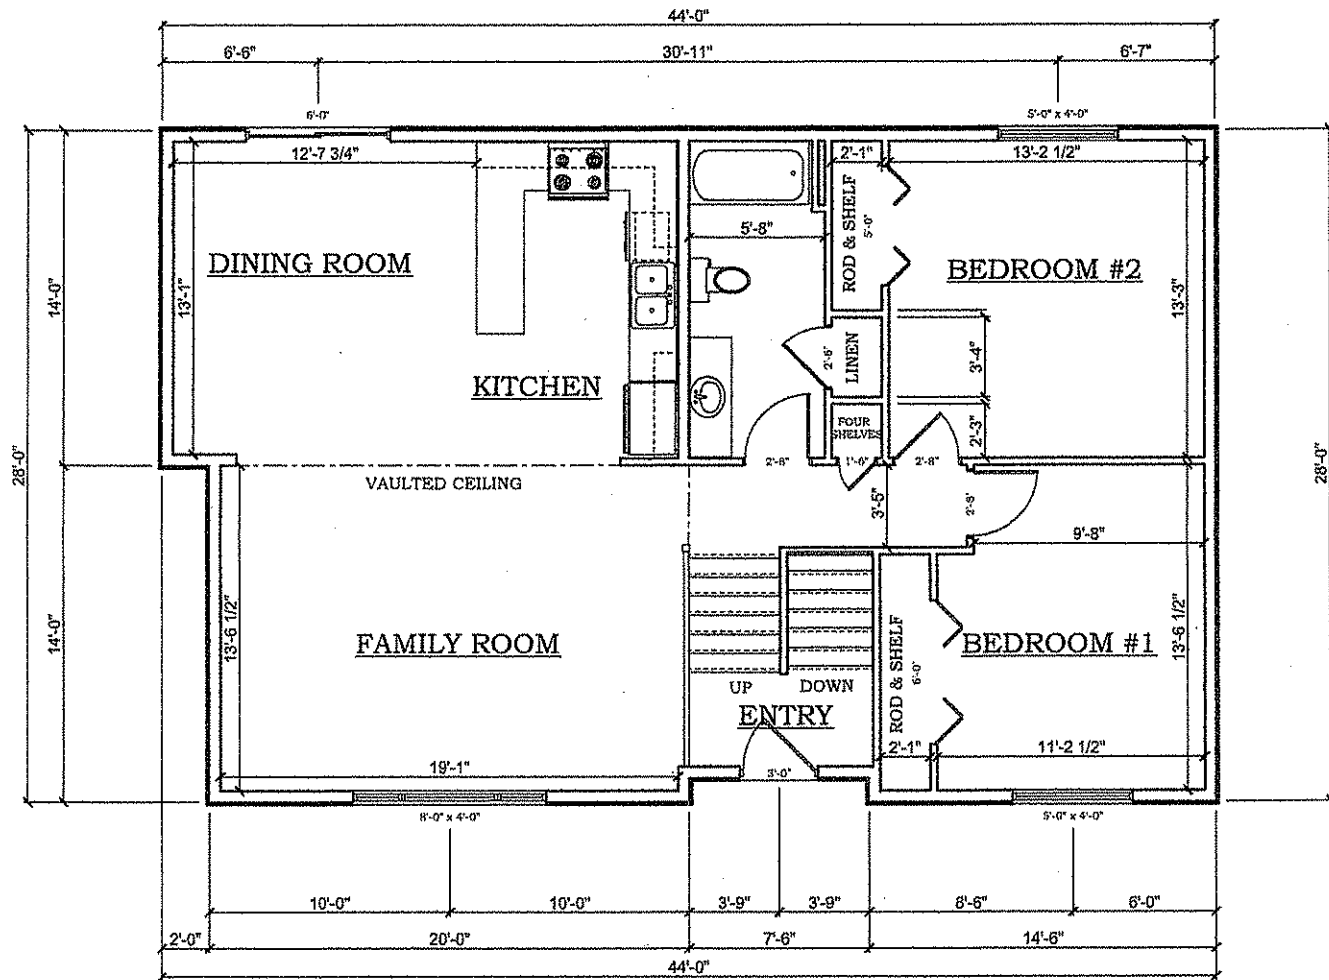 44'-0"
6'-6"
30'-11"
6'-7"
6'-0"
5'-0" x 4'-0"
12'-7 3/4"
2'-1"
13'-2 1/2"
5'-8"
ROD & SHELF
5'-0"
DINING ROOM
BEDROOM #2
14'-0"
13'-1"
13'-3"
3'-4"
LINEN
2'-6"
KITCHEN
FOUR
SHELVES
2'-3"
2'-8"
1'-6"
2'-8"
28'-0"
28'-0"
VAULTED CEILING
3'-5"
2'-8"
9'-8"
14'-0"
13'-6 1/2"
FAMILY ROOM
ROD & SHELF
6'-0"
BEDROOM #1
13'-6 1/2"
UP
DOWN
ENTRY
2'-1"
11'-2 1/2"
19'-1"
3'-0"
8'-0" x 4'-0"
5'-0" x 4'-0"
10'-0"
10'-0"
3'-9"
3'-9"
8'-6"
6'-0"
2'-0"
20'-0"
7'-6"
14'-6"
44'-0"